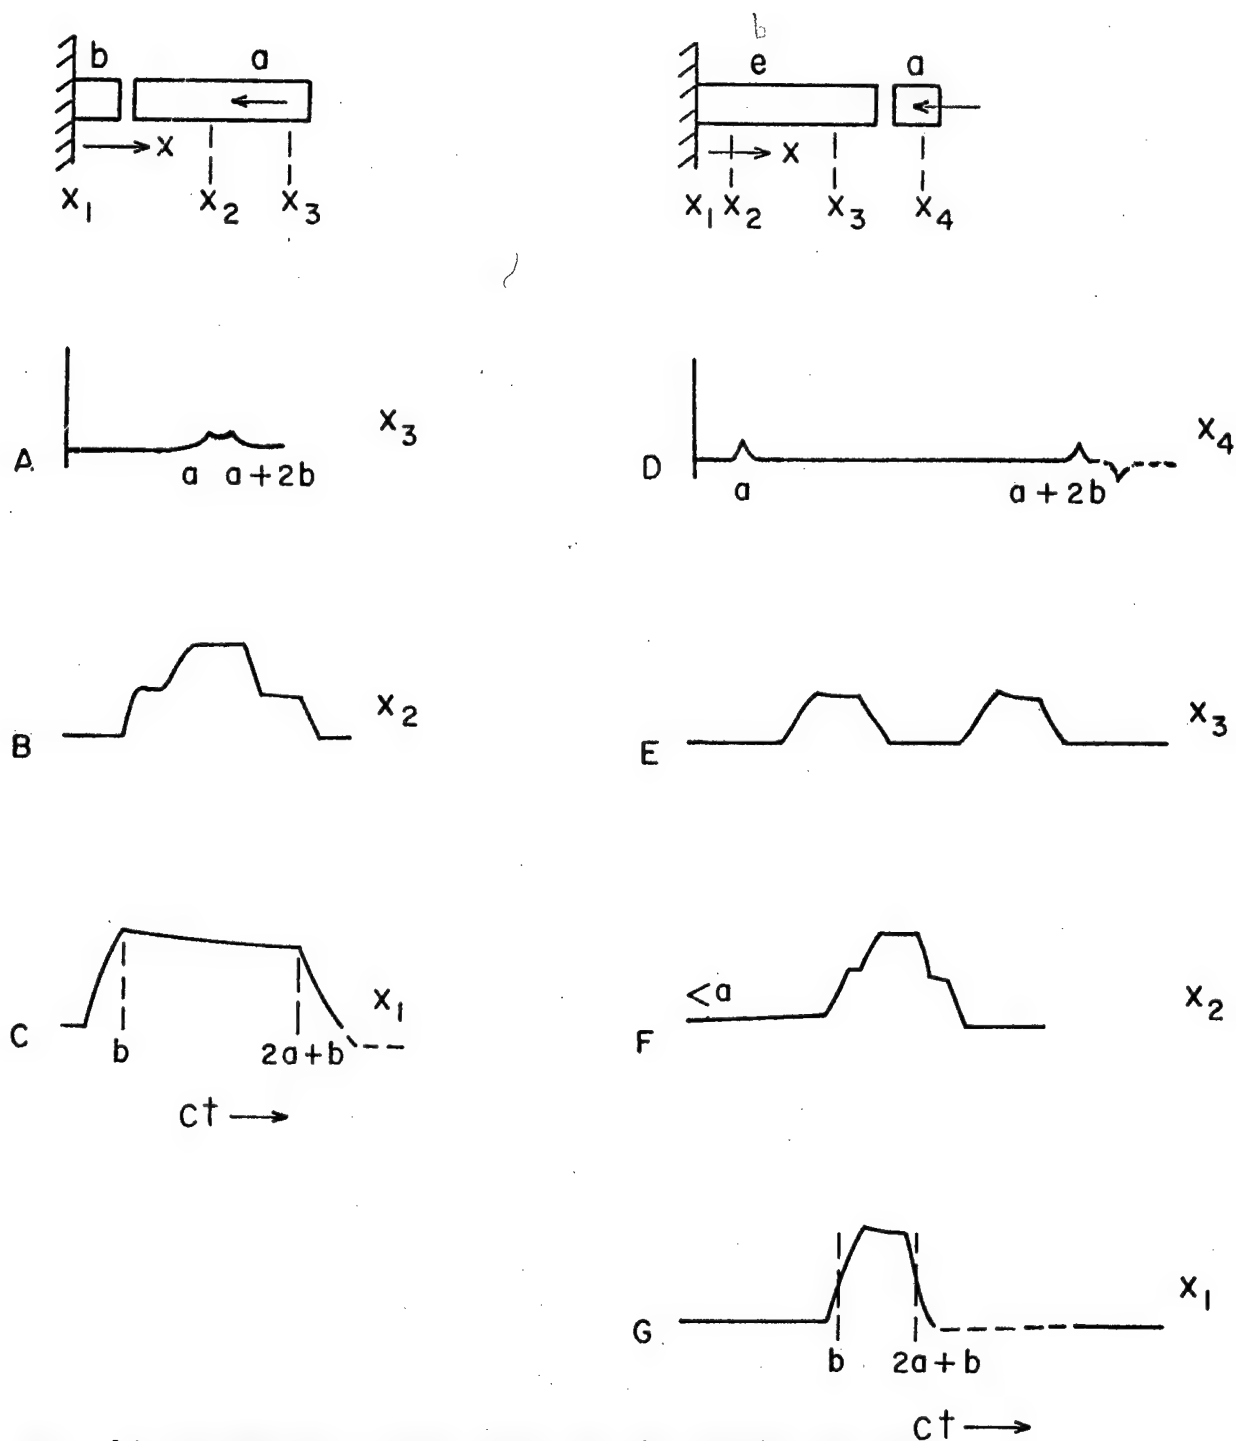 b a
x
x1 x2 x3
b
e a
x
x1 x2 x3 x4
A. x3
a a+2b
B x2
C x1
b 2a+b
ct
D x4
a a+2b
E x3
<a
F x2
G x1
b 2a+b
ct